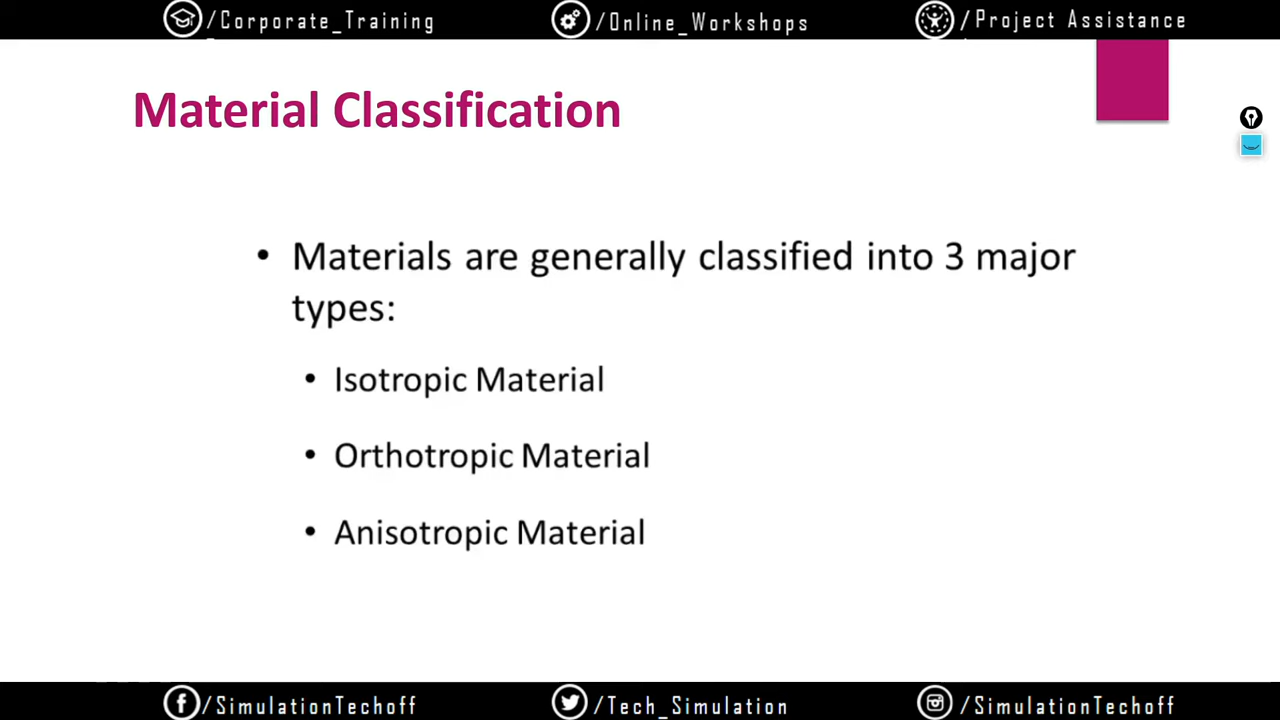 /Corporate_Training
/Online_Workshops
/Project Assistance
Material Classification
• Materials are generally classified into 3 major
types:
• Isotropic Material
• Orthotropic Material
• Anisotropic Material
/SimulationTechoff
/Tech_Simulation
/SimulationTechoff